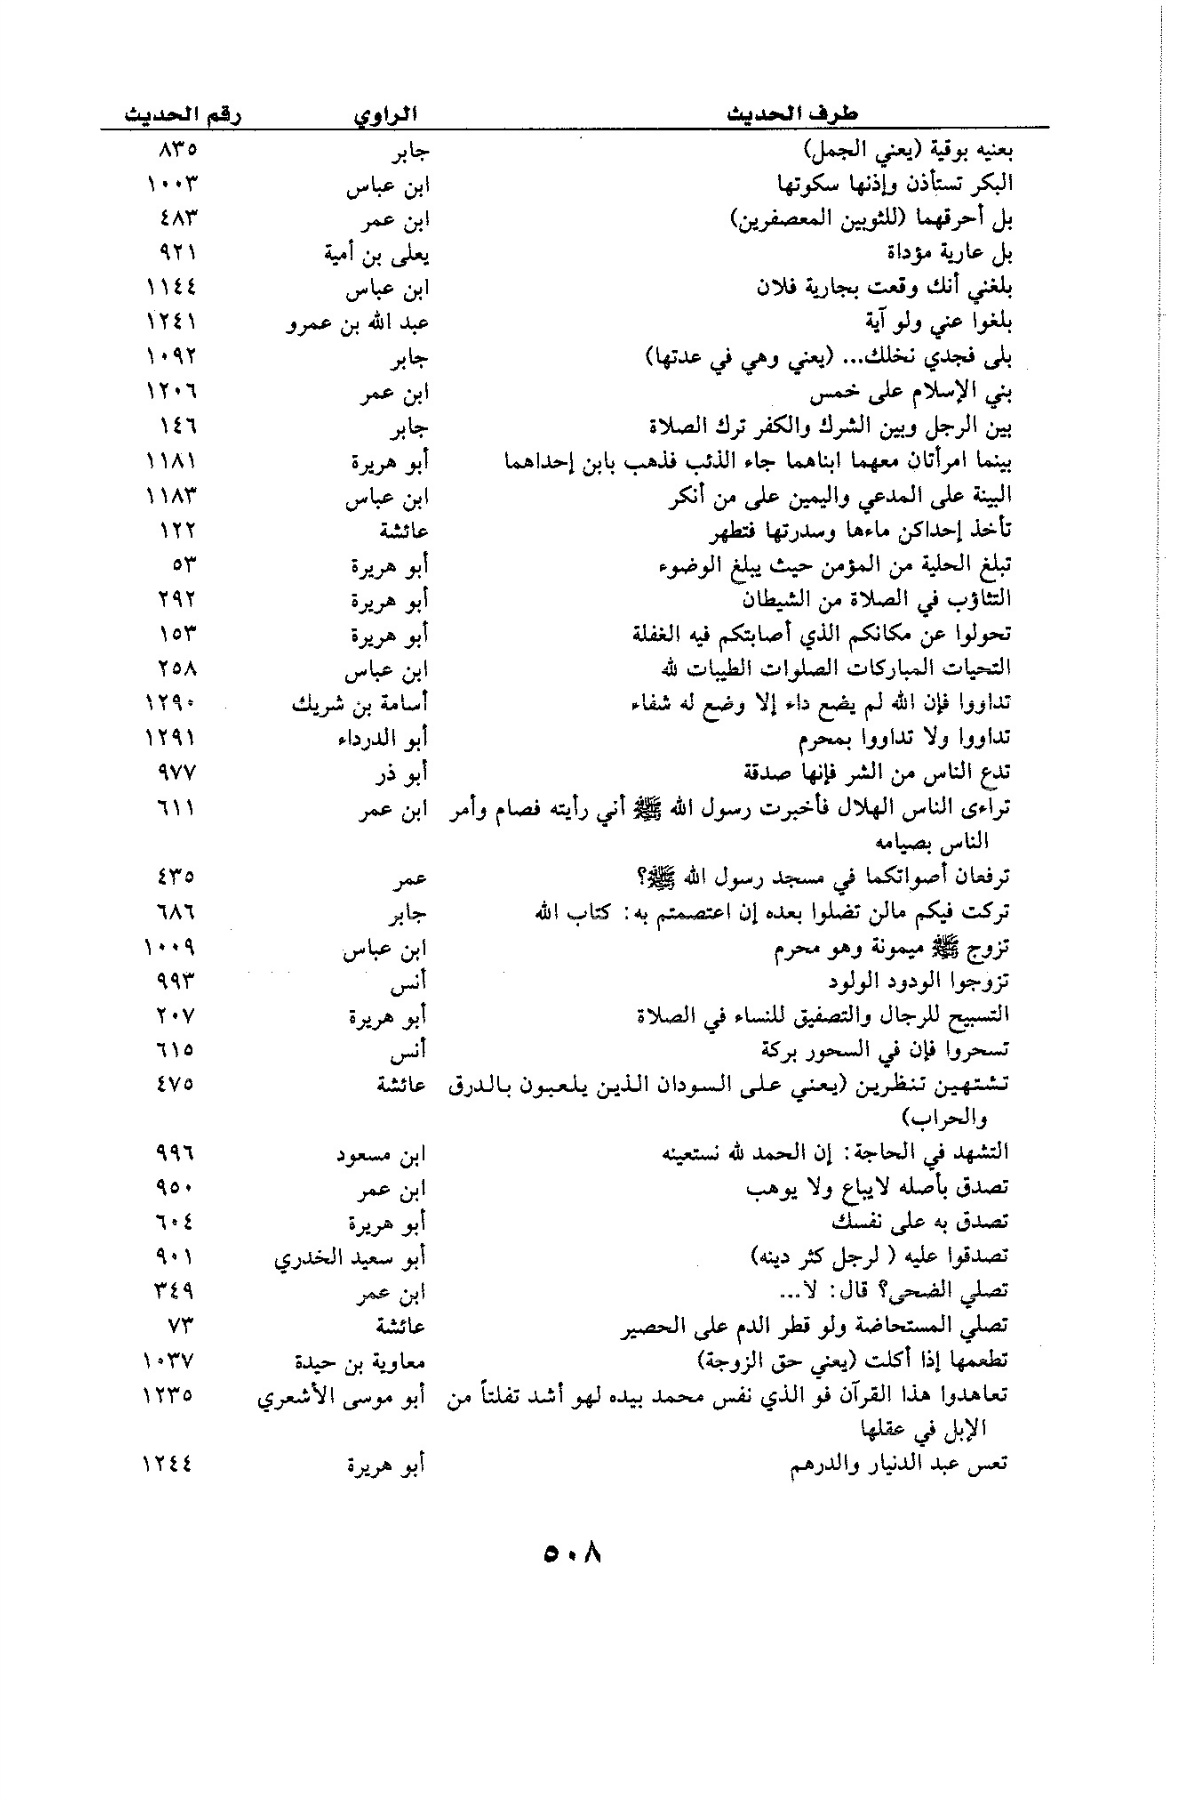 طرف الحديث الراوي رقم الحديث
بعنيه بوقية (يعني الجمل) جابر ٨٣٥
البكر تستأذن وإذنها سكوتها ابن عباس ١٠٠٣
بل أحرقهما (للثوبين المعصفرين) ابن عمر ٤٨٣
بل عارية مؤداة يعلى بن أمية ٩٢١
بلغني أنك وقعت بجارية فلان ابن عباس ١١٤٤
بلغوا عني ولو آية عبد الله بن عمرو ١٢٤١
بلى فجدي نخلك... (يعني وهي في عدتها) جابر ١٠٩٢
بني الإسلام على خمس ابن عمر ١٢٠٦
بين الرجل وبين الشرك والكفر ترك الصلاة جابر ١٤٦
بينما امرأتان معهما ابناهما جاء الذئب فذهب بابن إحداهما أبو هريرة ١١٨١
البينة على المدعي واليمين على من أنكر ابن عباس ١١٨٣
تأخذ إحداكن ماءها وسدرتها فتطهر عائشة ١٢٢
تبلغ الحلية من المؤمن حيث يبلغ الوضوء أبو هريرة ٥٣
التثاؤب في الصلاة من الشيطان أبو هريرة ٢٩٢
تحولوا عن مكانكم الذي أصابتكم فيه الغفلة أبو هريرة ١٥٣
التحيات المباركات الصلوات الطيبات لله ابن عباس ٢٥٨
تداووا فإن الله لم يضع داء إلا وضع له شفاء أسامة بن شريك ١٢٩٠
تداووا ولا تداووا بمحرم أبو الدرداء ١٢٩١
تدع الناس من الشر فإنها صدقة أبو ذر ٩٧٧
تراءى الناس الهلال فأخبرت رسول الله ﷺ أني رأيته فصام وأمر ابن عمر ٦١١
الناس بصيامه
ترفعان أصواتكما في مسجد رسول الله ﷺ؟ عمر ٤٣٥
تركت فيكم مالن تضلوا بعده إن اعتصمتم به: كتاب الله جابر ٦٨٦
تزوج ﷺ ميمونة وهو محرم ابن عباس ١٠٠٩
تزوجوا الودود الولود أنس ٩٩٣
التسبيح للرجال والتصفيق للنساء في الصلاة أبو هريرة ٢٠٧
تسحروا فإن في السحور بركة أنس ٦١٥
تشتهين تنظرين (يعني على السودان الذين يلعبون بالدرق عائشة ٤٧٥
والحراب)
التشهد في الحاجة: إن الحمد لله نستعينه ابن مسعود ٩٩٦
تصدق بأصله لايباع ولا يوهب ابن عمر ٩٥٠
تصدق به على نفسك أبو هريرة ٦٠٤
تصدقوا عليه ( لرجل كثر دينه) أبو سعيد الخدري ٩٠١
تصلي الضحى؟ قال: لا... ابن عمر ٣٤٩
تصلي المستحاضة ولو قطر الدم على الحصير عائشة ٧٣
تطعمها إذا أكلت (يعني حق الزوجة) معاوية بن حيدة ١٠٣٧
تعاهدوا هذا القرآن فو الذي نفس محمد بيده لهو أشد تفلتاً من أبو موسى الأشعري ١٢٣٥
الإبل في عقلها
تعس عبد الدنيار والدرهم أبو هريرة ١٢٤٤
٥٠٨